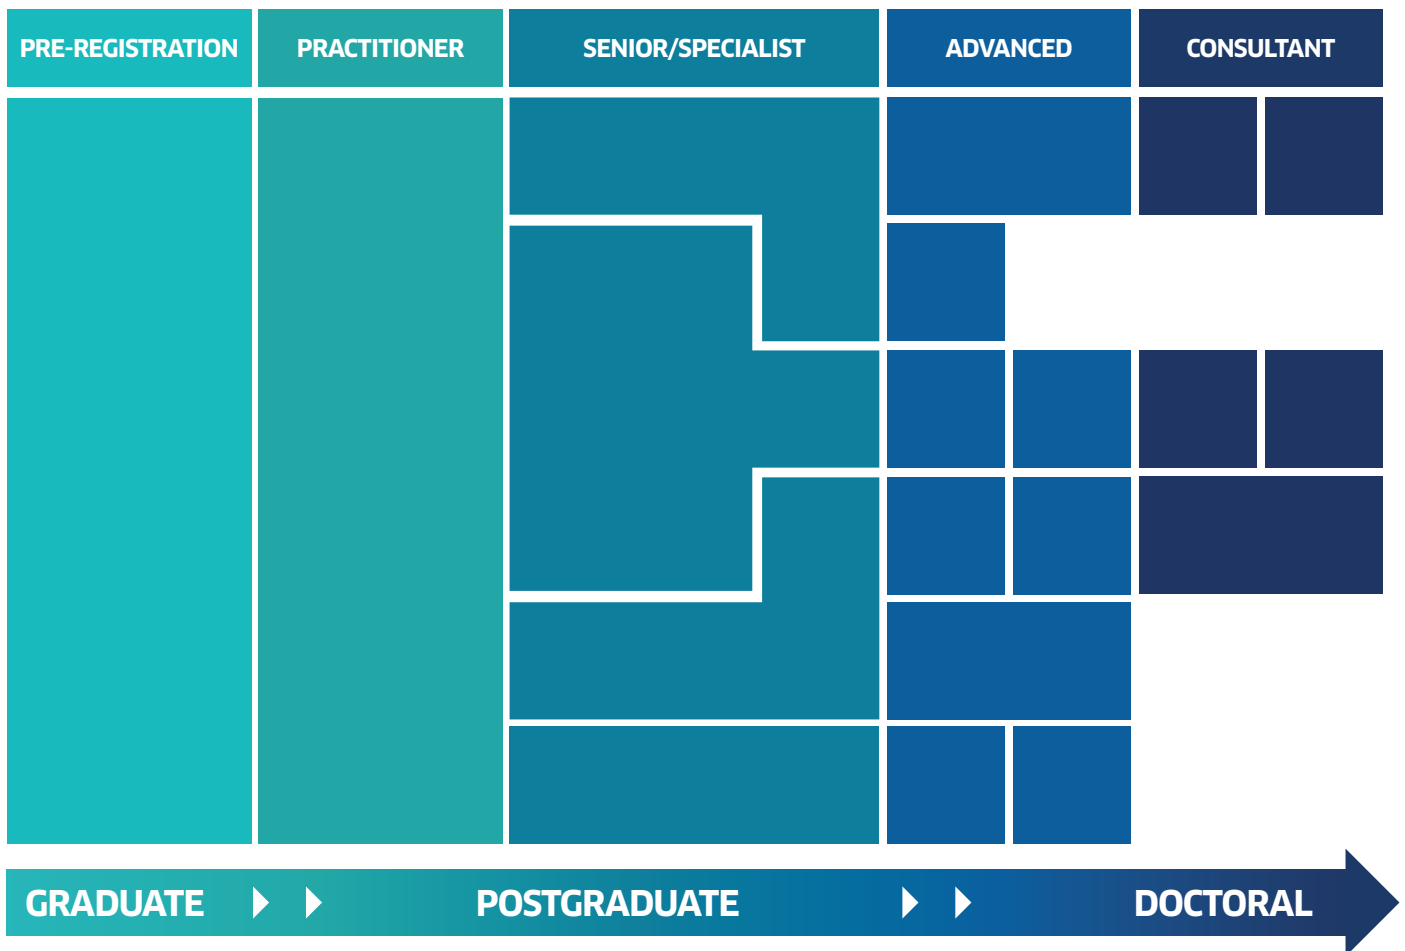 PRE-REGISTRATION PRACTITIONER SENIOR/SPECIALIST ADVANCED CONSULTANT
GRADUATE POSTGRADUATE DOCTORAL